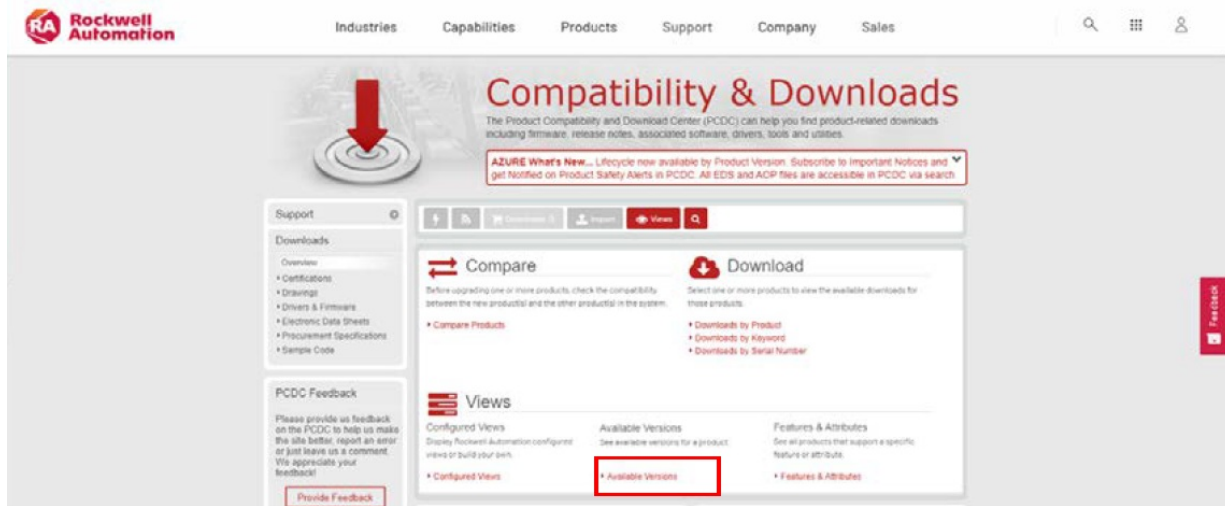 Rockwell
Automation
Industries Capabilities Products Support Company Sales
Compatibility & Downloads
The Product Compatibility and Download Center (PCDC) can help you find product-related downloads
including firmware, release notes, associated software, drivers, tools and utilities.
AZURE What's New... Lifecycle now available by Product Version. Subscribe to Important Notices and
get Notified on Product Safety Alerts in PCDC. All EDS and AOP files are accessible in PCDC via search
Support
Downloads 0 Import Views
Downloads
Overview
Certifications
Drawings
Drivers & Firmware
Electronic Data Sheets
Procurement Specifications
Sample Code
Compare
Before upgrading one or more products, check the compatibility
between the new product(s) and the other product(s) in the system.
Compare Products
Download
Select one or more products to view the available downloads for
those products.
Downloads by Product
Downloads by Keyword
Downloads by Serial Number
Feedback
PCDC Feedback
Please provide us feedback
on the PCDC to help us make
the site better, report an error
or just leave us a comment.
We appreciate your
feedback!
Provide Feedback
Views
Configured Views
Display Rockwell Automation configured
views or build your own.
Configured Views
Available Versions
See available versions for a product.
Available Versions
Features & Attributes
See all products that support a specific
feature or attribute.
Features & Attributes